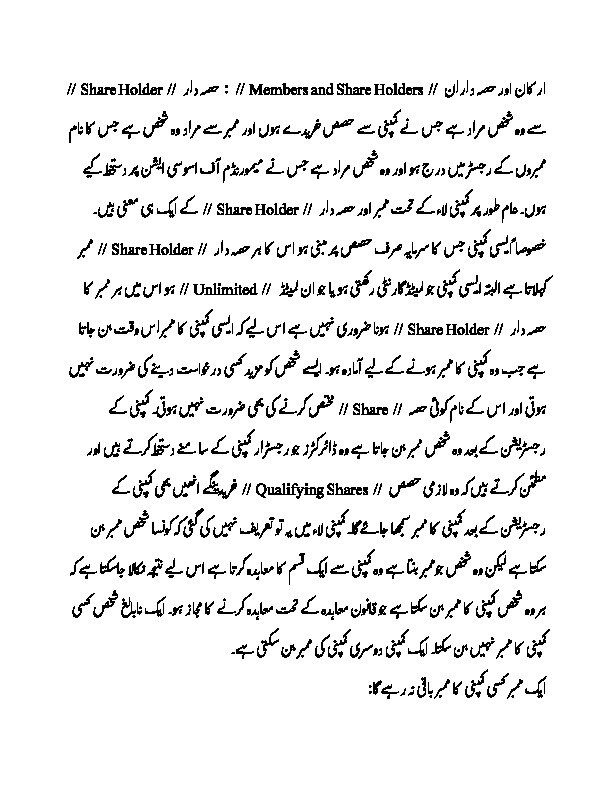 ارکان اور حصہ داران // Members and Share Holders // : حصہ دار // Share Holder //
سے وہ شخص مراد ہے جس نے کمپنی سے حصص خریدے ہوں اور ممبر سے مراد وہ شخص ہے جس کا نام
ممبروں کے رجسٹر میں درج ہو اور وہ شخص مراد ہے جس نے میمورنڈم آف اسوسی ایشن پر دستخط کیے
ہوں۔ عام طور پر کمپنی لاء کے تحت ممبر اور حصہ دار // Share Holder // کے ایک ہی معنی ہیں۔
خصوصاً ایسی کمپنی جس کا سرمایہ صرف حصص پر مبنی ہو اس کا ہر حصہ دار // Share Holder // ممبر
کہلاتا ہے البتہ ایسی کمپنی جو لمیٹڈ گارنٹی رکھتی ہو یا جو ان لمیٹڈ // Unlimited // ہو اس میں ہر ممبر کا
حصہ دار // Share Holder // ہونا ضروری نہیں ہے اس لیے کہ ایسی کمپنی کا ممبر اس وقت بن جاتا
ہے جب وہ کمپنی کا ممبر ہونے کے لیے آمادہ ہو۔ ایسے شخص کو مزید کسی درخواست دینے کی ضرورت نہیں
ہوتی اور اس کے نام کوئی حصہ // Share // مختص کرنے کی بھی ضرورت نہیں ہوتی۔ کمپنی کے
رجسٹریشن کے بعد وہ شخص ممبر بن جاتا ہے وہ ڈائرکٹرز جو رجسٹرار کمپنی کے سامنے دستخط کرتے ہیں اور
مطمئن کرتے ہیں کہ وہ لازمی حصص // Qualifying Shares // خریدینگے انھیں بھی کمپنی کے
رجسٹریشن کے بعد کمپنی کا ممبر سمجھا جائے گا۔ کمپنی لاء میں یہ تو تعریف نہیں کی گئی کہ کونسا شخص ممبر بن
سکتا ہے لیکن وہ شخص جو ممبر بنتا ہے وہ کمپنی سے ایک قسم کا معاہدہ کرتا ہے اس لیے نتیجہ نکالا جاسکتا ہے کہ
ہر وہ شخص کمپنی کا ممبر بن سکتا ہے جو قانون معاہدہ کے تحت معاہدہ کرنے کا مجاز ہو۔ ایک نابالغ شخص کسی
کمپنی کا ممبر نہیں بن سکتا۔ ایک کمپنی دوسری کمپنی کی ممبر بن سکتی ہے۔
ایک ممبر کسی کمپنی کا ممبر باقی نہ رہے گا: